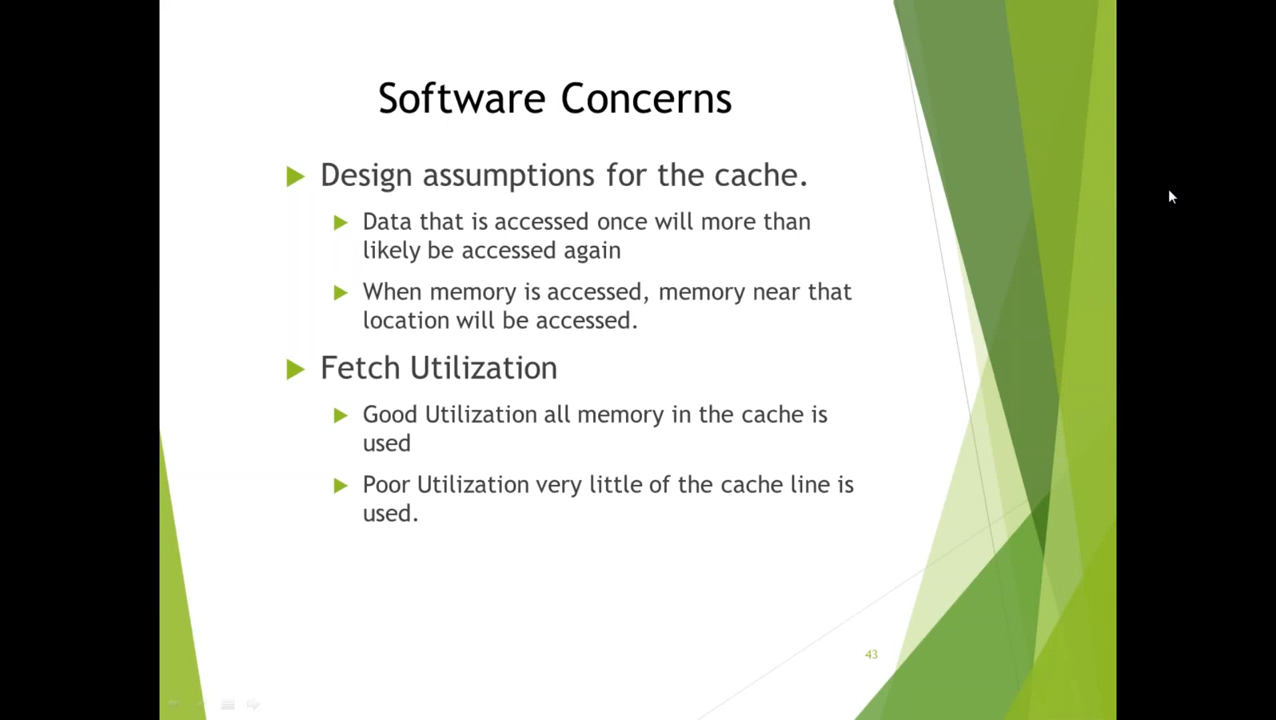 Software Concerns
Design assumptions for the cache.
Data that is accessed once will more than
likely be accessed again
When memory is accessed, memory near that
location will be accessed.
Fetch Utilization
Good Utilization all memory in the cache is
used
Poor Utilization very little of the cache line is
used.
43